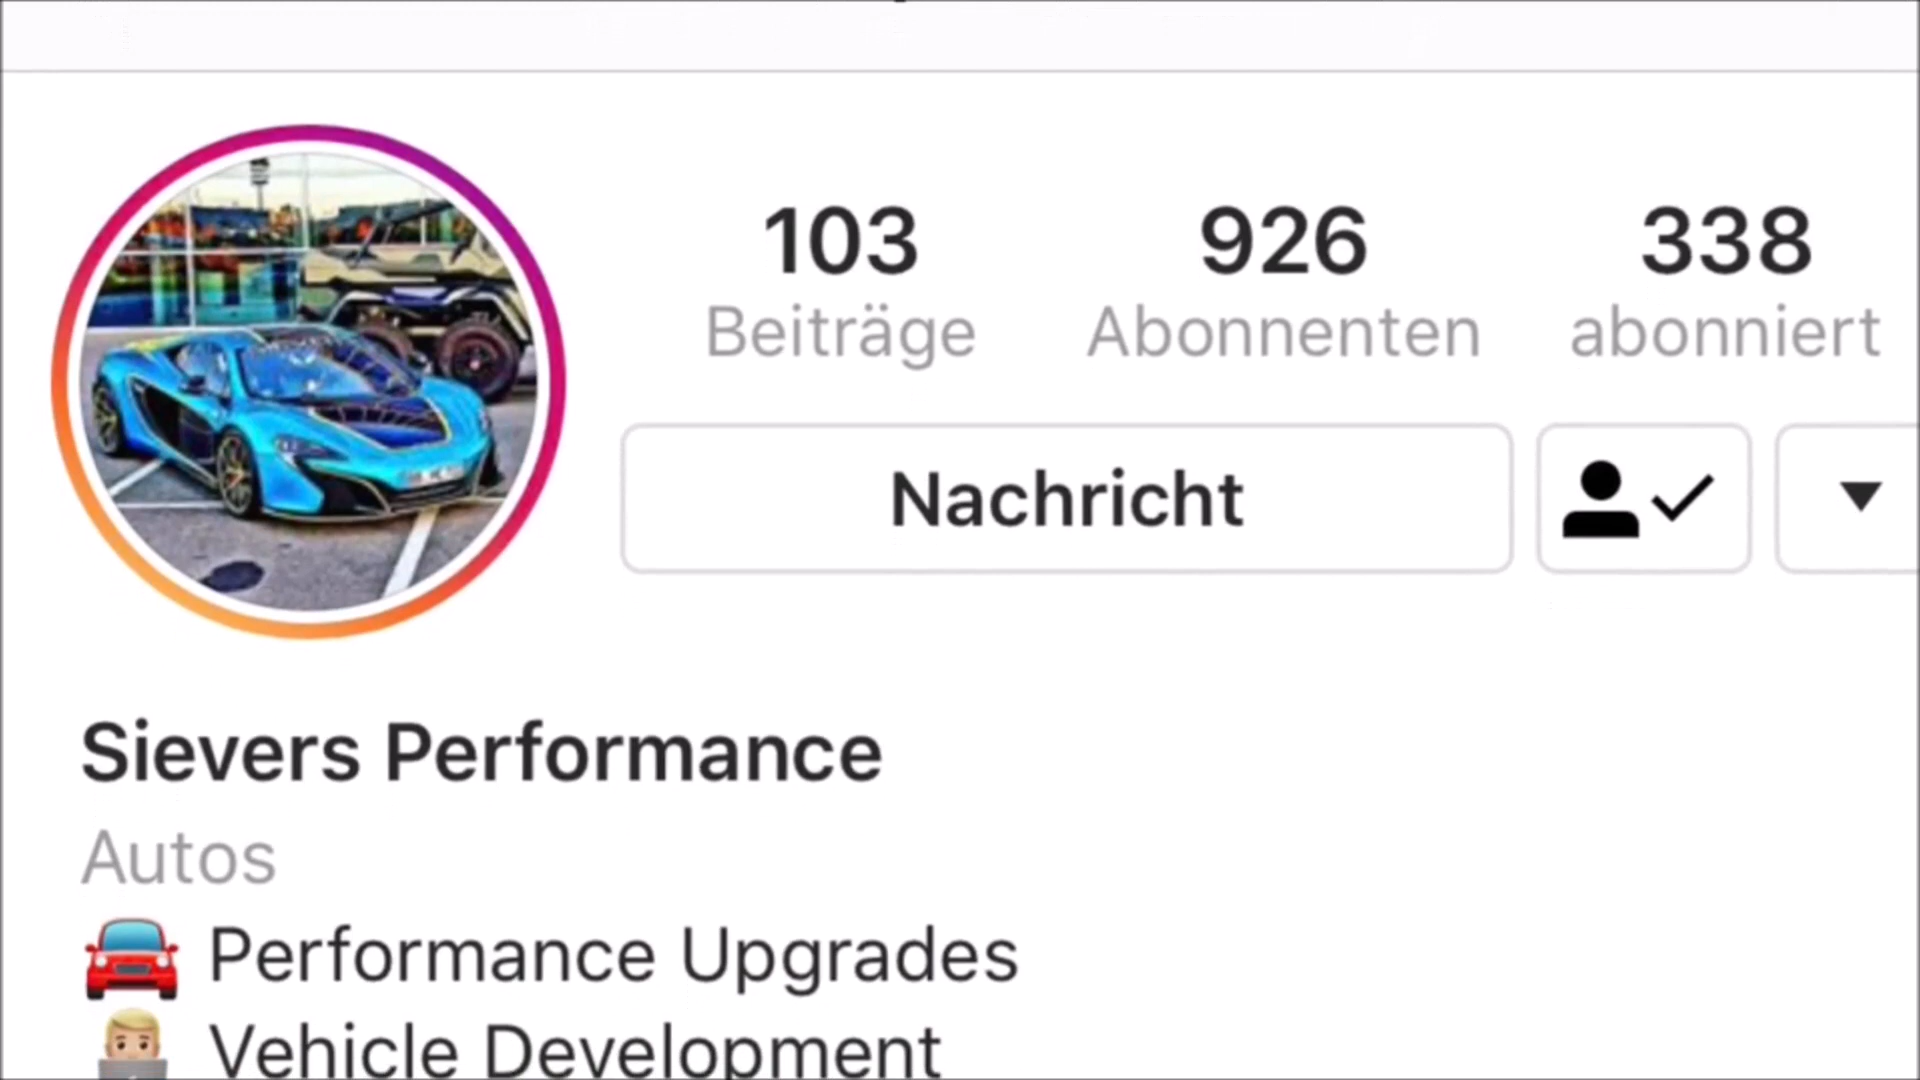 103 926 338
Beiträge Abonnenten abonniert
Nachricht
Sievers Performance
Autos
Performance Upgrades
Vehicle Development